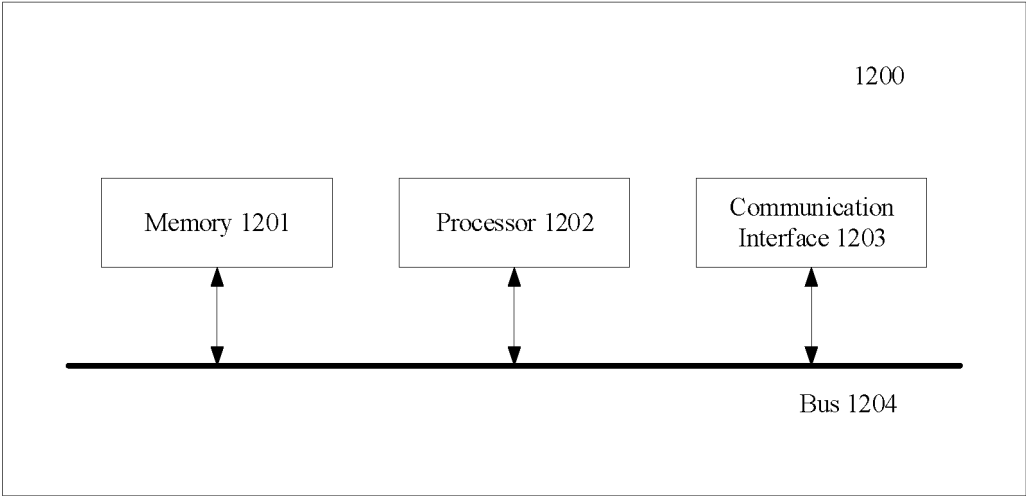 1200
Memory 1201
Processor 1202
Communication
Interface 1203
Bus 1204